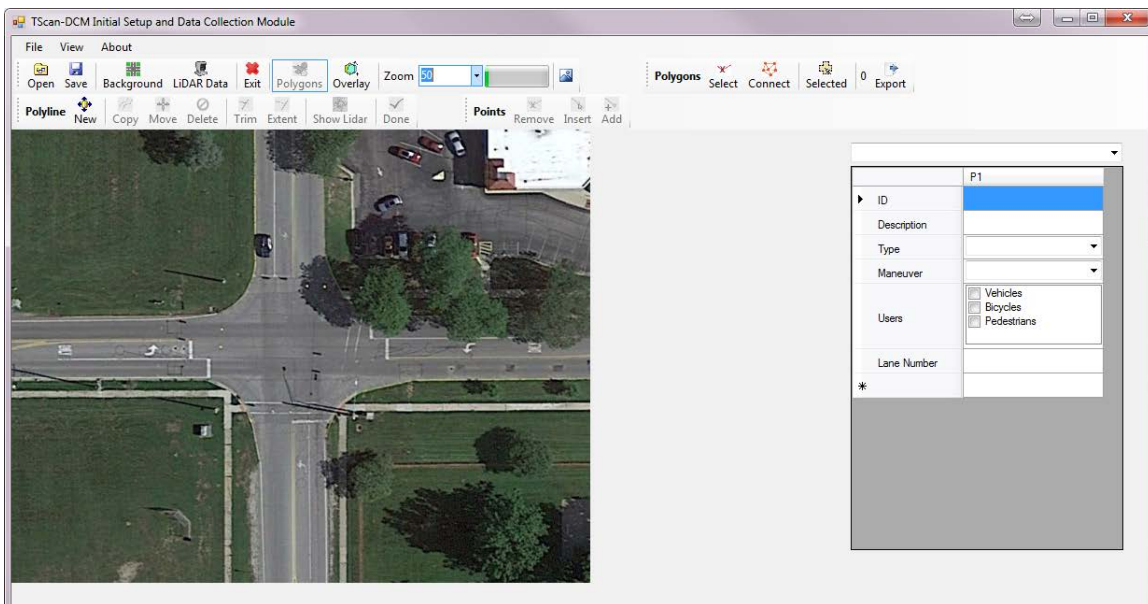 TScan-DCM Initial Setup and Data Collection Module
File View About
Open Save Background LiDAR Data Exit Polygons Overlay Zoom 50 Polygons Select Connect Selected 0 Export
Polyline New Copy Move Delete Trim Extent Show Lidar Done Points Remove Insert Add
P1
ID
Description
Type
Maneuver
Users
Vehicles
Bicycles
Pedestrians
Lane Number